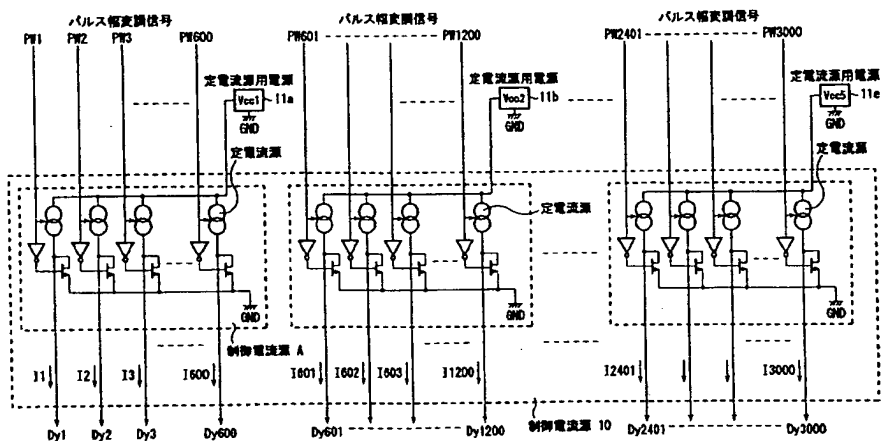 パルス幅変調信号
パルス幅変調信号
パルス幅変調信号
PW1 PW2 PW3 PW600
PW601 PW1200
PW2401 PW3000
定電流源用電源
定電流源用電源
定電流源用電源
Vcc1 11a
Vcc2 11b
Vcc5 11e
GND
GND
GND
定電流源
定電流源
定電流源
GND
GND
GND
制御電流源 A
I1 I2 I3 I600
I601 I602 I603 I1200
I2401 I3000
制御電流源 10
Dy1 Dy2 Dy3 Dy600
Dy601 Dy1200
Dy2401 Dy3000